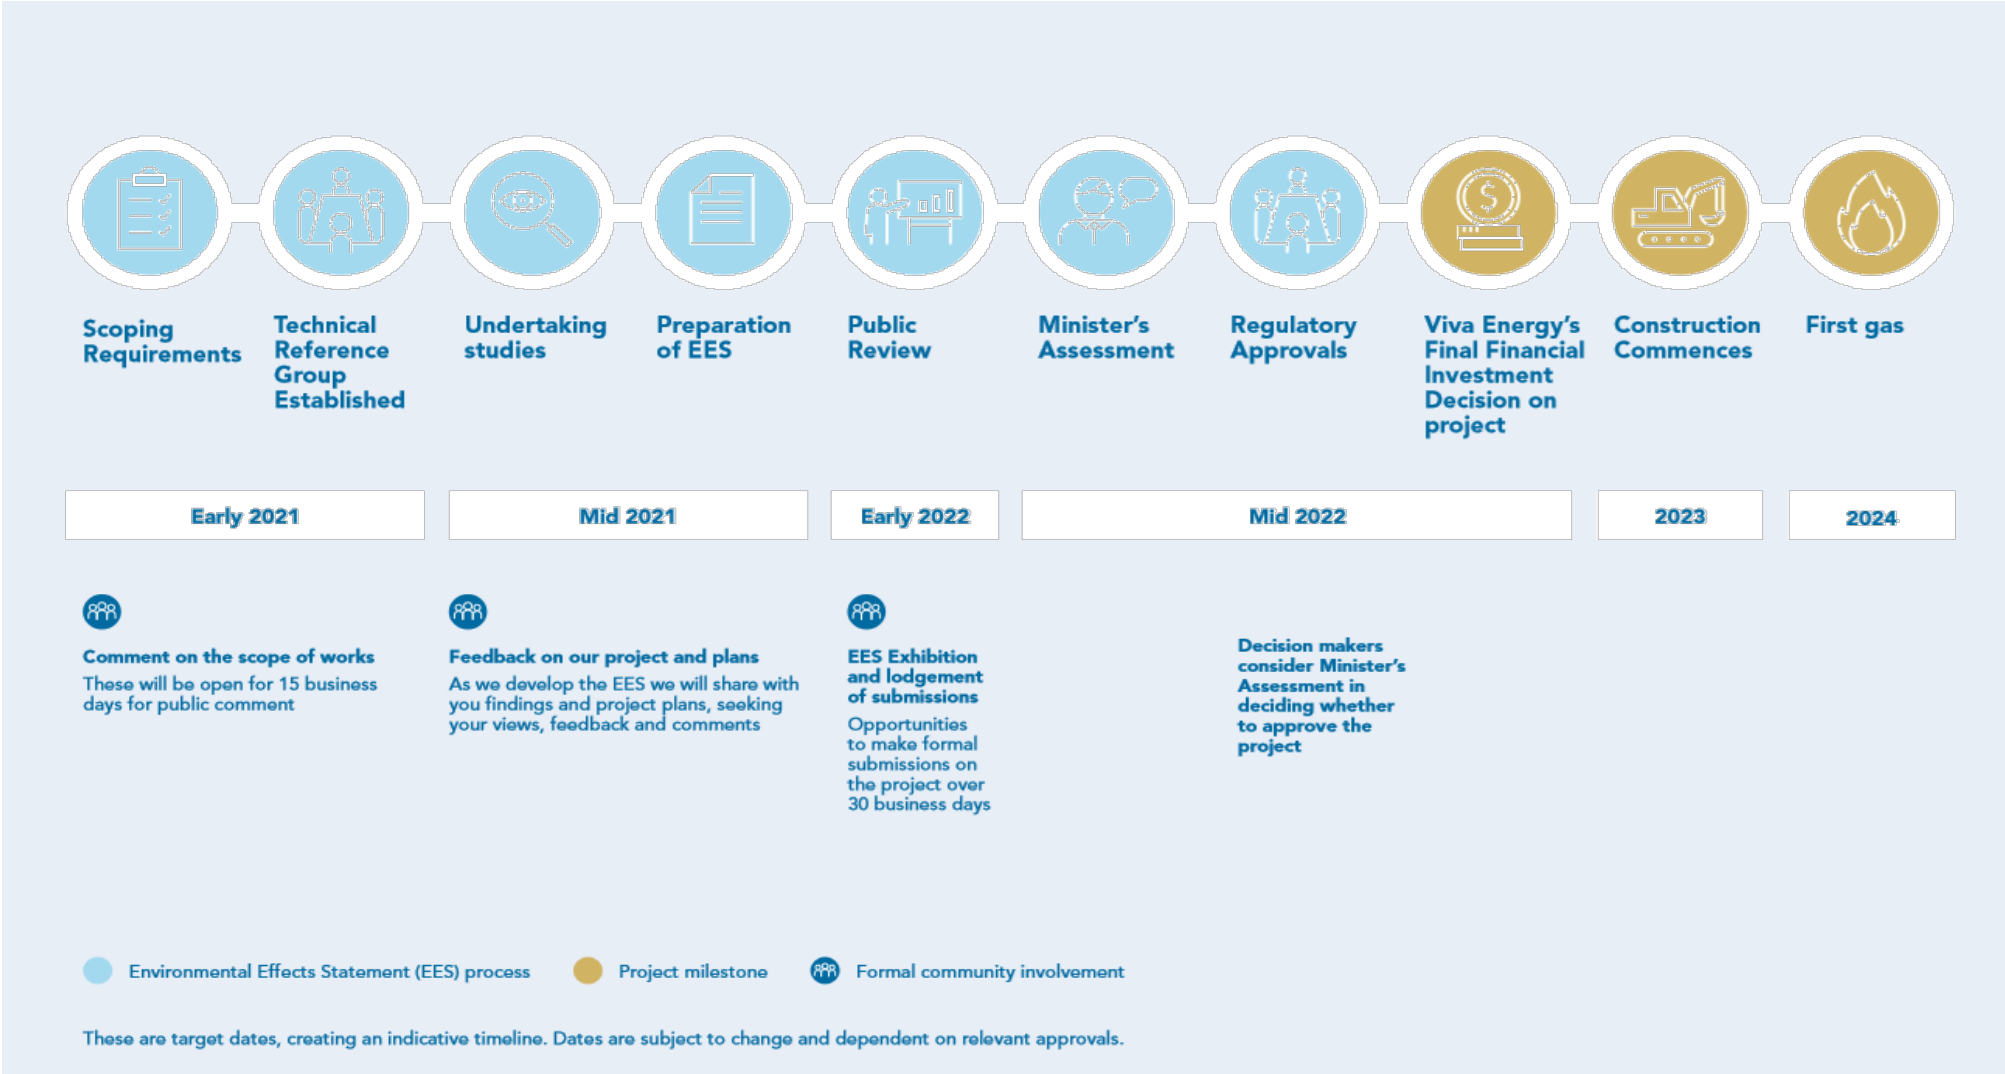 Scoping
Requirements
Technical
Reference
Group
Established
Undertaking
studies
Preparation
of EES
Public
Review
Minister's
Assessment
Regulatory
Approvals
Viva Energy's
Final Financial
Investment
Decision on
project
Construction
Commences
First gas
Early 2021
Mid 2021
Early 2022
Mid 2022
2023
2024
Comment on the scope of works
These will be open for 15 business
days for public comment
Feedback on our project and plans
As we develop the EES we will share with
you findings and project plans, seeking
your views, feedback and comments
EES Exhibition
and lodgement
of submissions
Opportunities
to make formal
submissions on
the project over
30 business days
Decision makers
consider Minister's
Assessment in
deciding whether
to approve the
project
Environmental Effects Statement (EES) process
Project milestone
Formal community involvement
These are target dates, creating an indicative timeline. Dates are subject to change and dependent on relevant approvals.